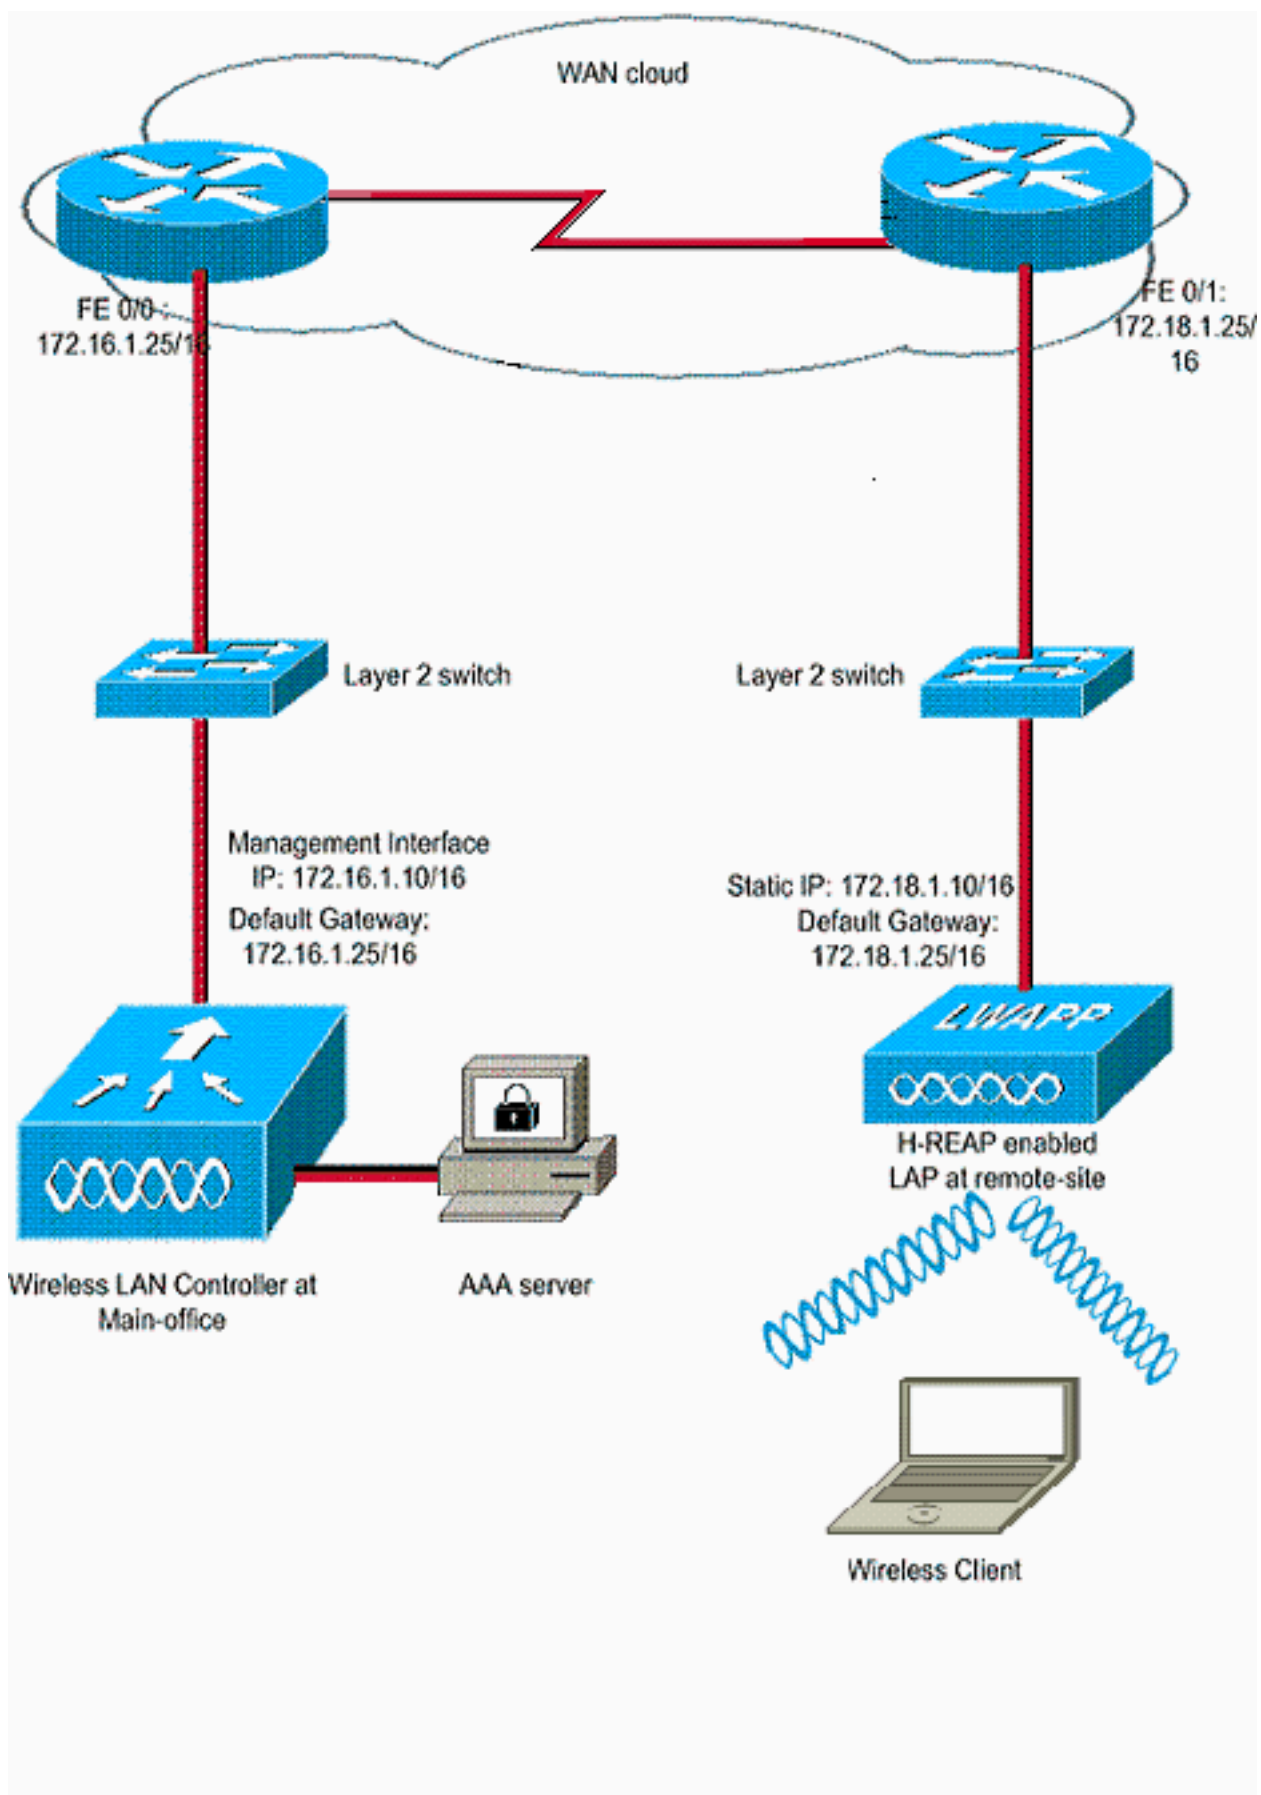 WAN cloud
FE 0/0 :
172.16.1.25/16
FE 0/1:
172.18.1.25/
16
Layer 2 switch
Layer 2 switch
Management Interface
IP: 172.16.1.10/16
Default Gateway:
172.16.1.25/16
Static IP: 172.18.1.10/16
Default Gateway:
172.18.1.25/16
LWAPP
H-REAP enabled
LAP at remote-site
Wireless LAN Controller at
Main-office
AAA server
Wireless Client